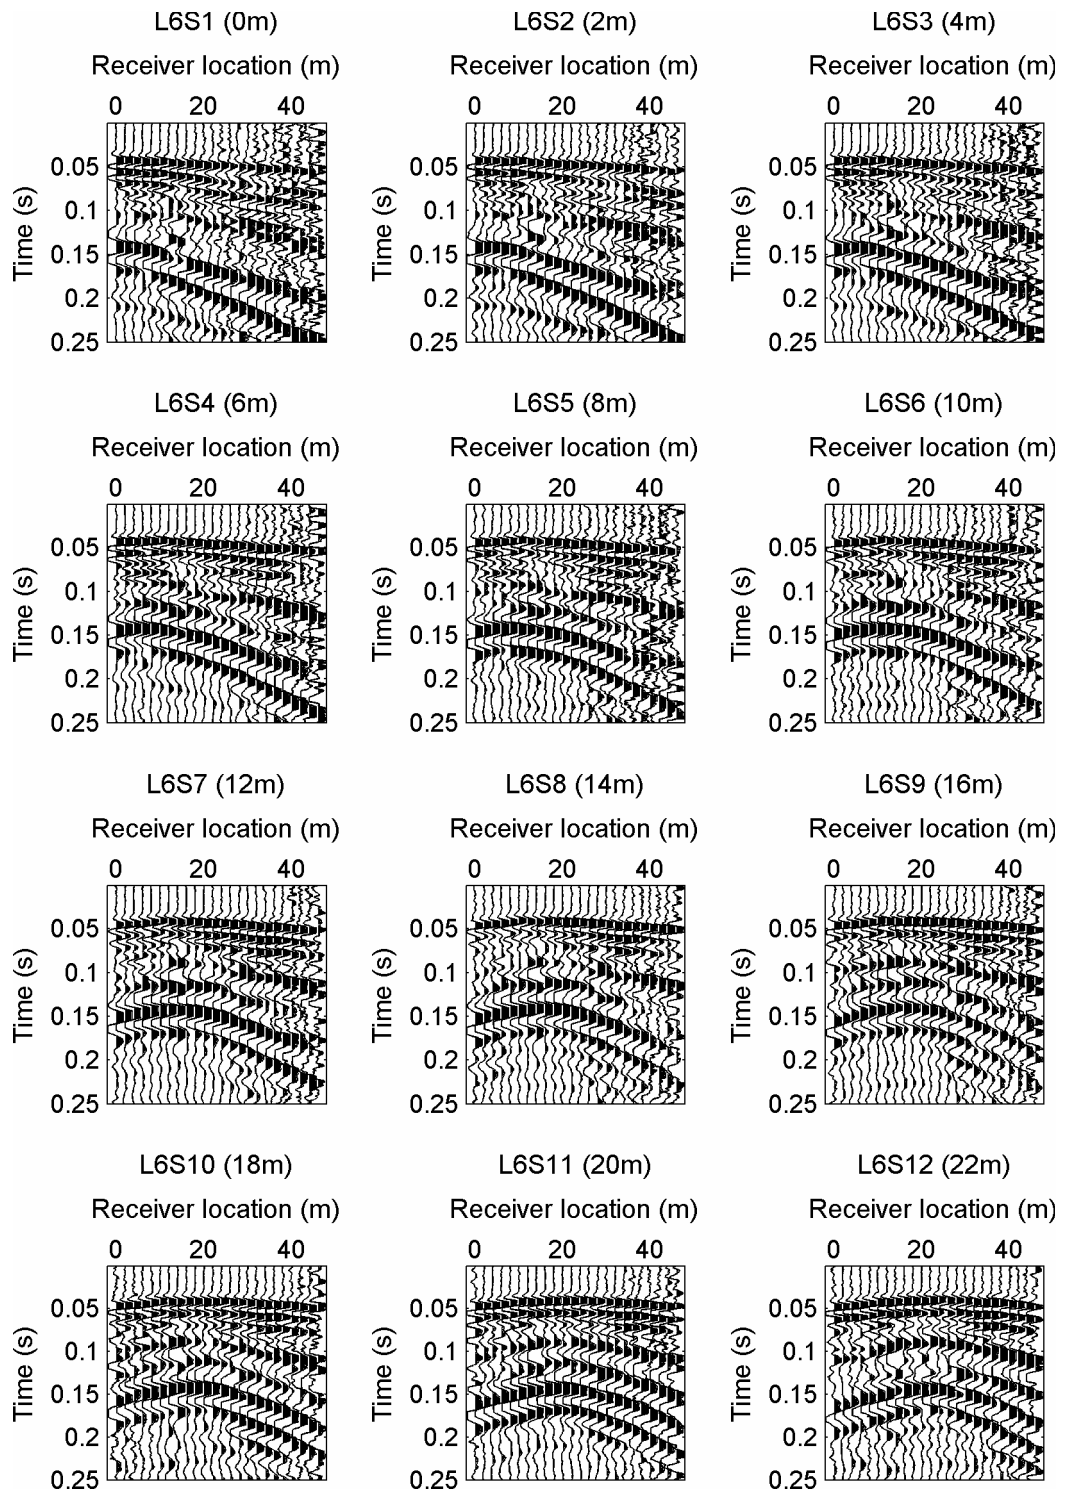 L6S1 (0m) L6S2 (2m) L6S3 (4m)
Receiver location (m) Receiver location (m) Receiver location (m)
0 20 40 0 20 40 0 20 40
Time (s) Time (s) Time (s)
0.05 0.05 0.05
0.1 0.1 0.1
0.15 0.15 0.15
0.2 0.2 0.2
0.25 0.25 0.25
L6S4 (6m) L6S5 (8m) L6S6 (10m)
Receiver location (m) Receiver location (m) Receiver location (m)
0 20 40 0 20 40 0 20 40
Time (s) Time (s) Time (s)
0.05 0.05 0.05
0.1 0.1 0.1
0.15 0.15 0.15
0.2 0.2 0.2
0.25 0.25 0.25
L6S7 (12m) L6S8 (14m) L6S9 (16m)
Receiver location (m) Receiver location (m) Receiver location (m)
0 20 40 0 20 40 0 20 40
Time (s) Time (s) Time (s)
0.05 0.05 0.05
0.1 0.1 0.1
0.15 0.15 0.15
0.2 0.2 0.2
0.25 0.25 0.25
L6S10 (18m) L6S11 (20m) L6S12 (22m)
Receiver location (m) Receiver location (m) Receiver location (m)
0 20 40 0 20 40 0 20 40
Time (s) Time (s) Time (s)
0.05 0.05 0.05
0.1 0.1 0.1
0.15 0.15 0.15
0.2 0.2 0.2
0.25 0.25 0.25